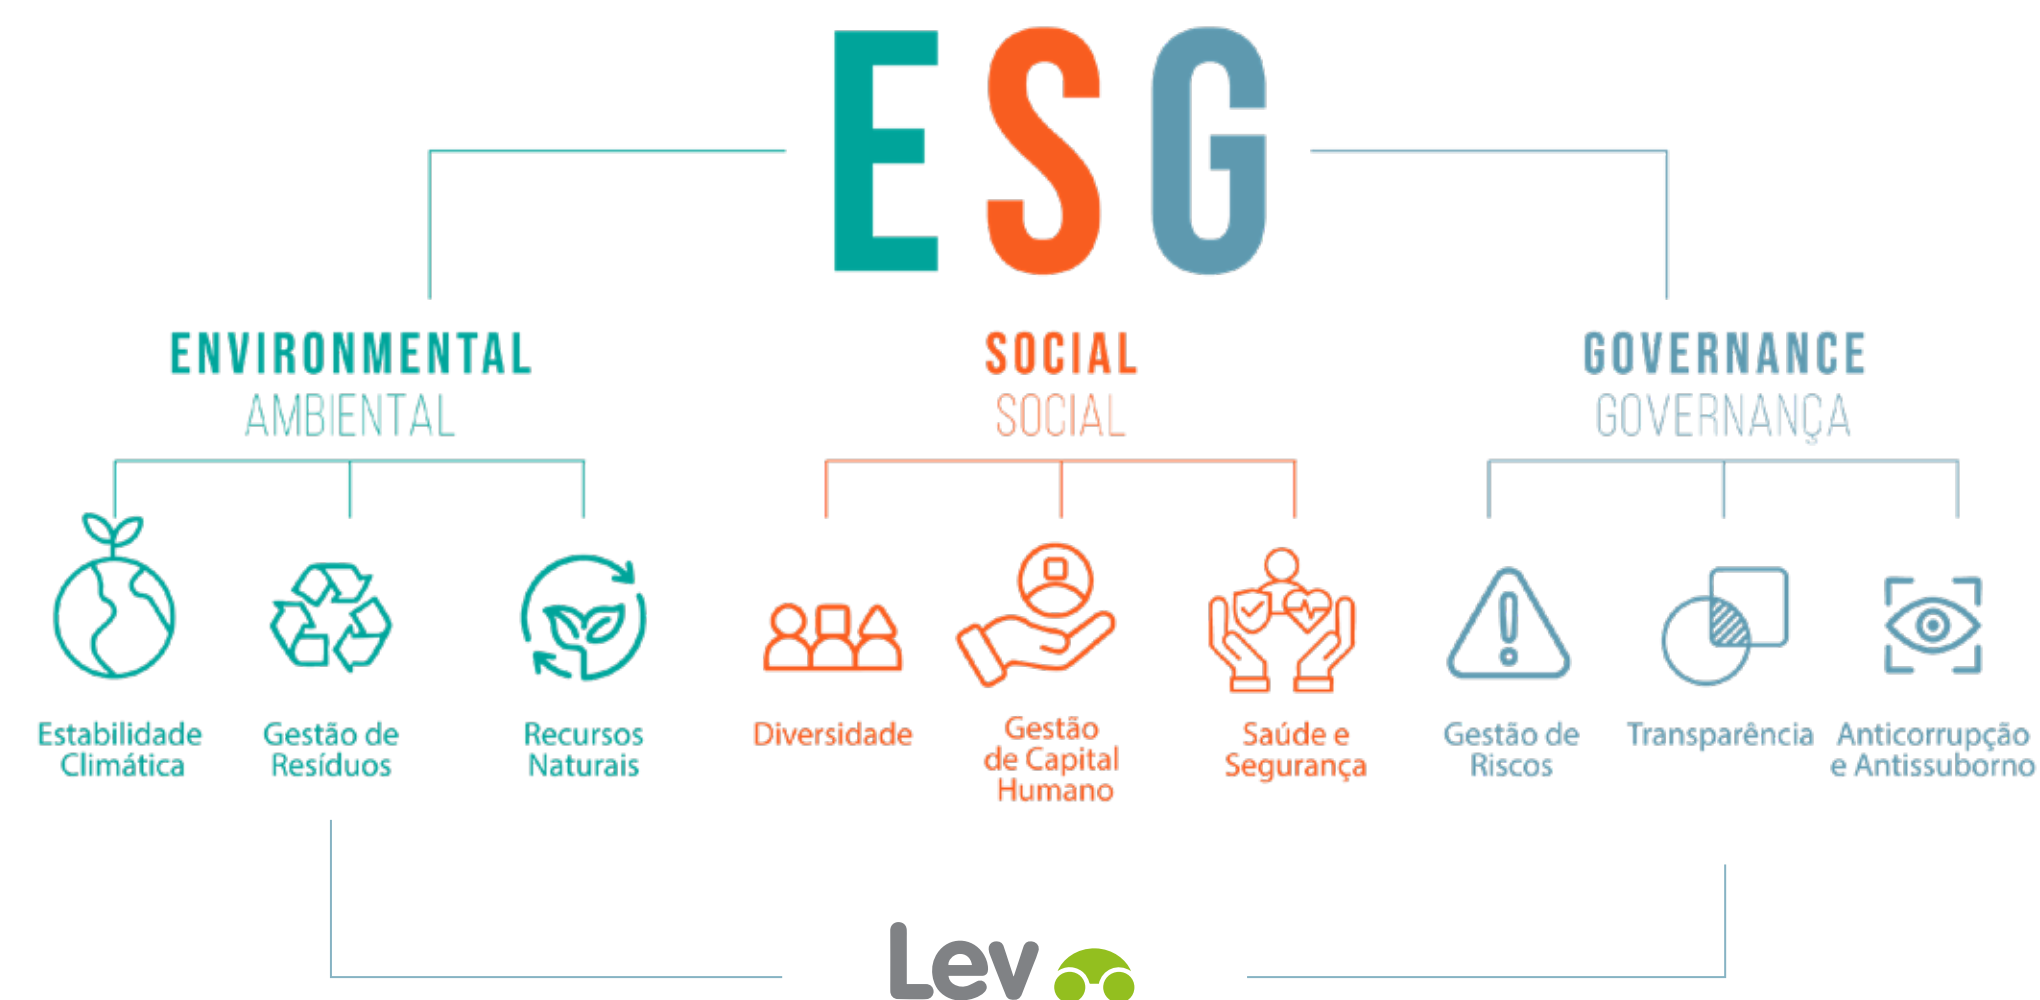 ESG
ENVIRONMENTAL
AMBIENTAL
SOCIAL
SOCIAL
GOVERNANCE
GOVERNANÇA
Estabilidade
Climática
Gestão de
Resíduos
Recursos
Naturais
Diversidade
Gestão
de Capital
Humano
Saúde e
Segurança
Gestão de
Riscos
Transparência
Anticorrupção
e Antissuborno
Lev